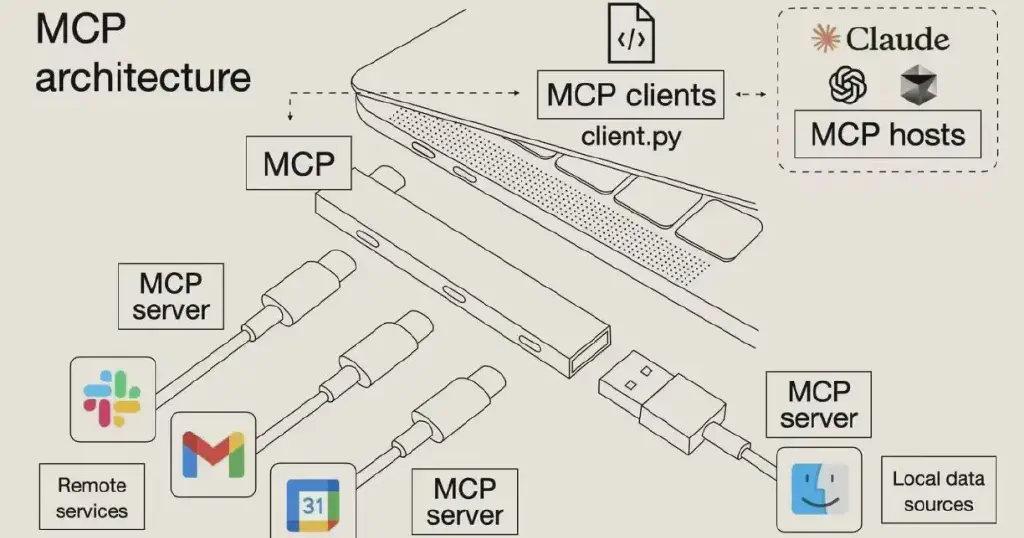 MCP
architecture
</>
MCP clients
client.py
Claude
MCP hosts
MCP
MCP
server
Remote
services
31
MCP
server
MCP
server
Local data
sources